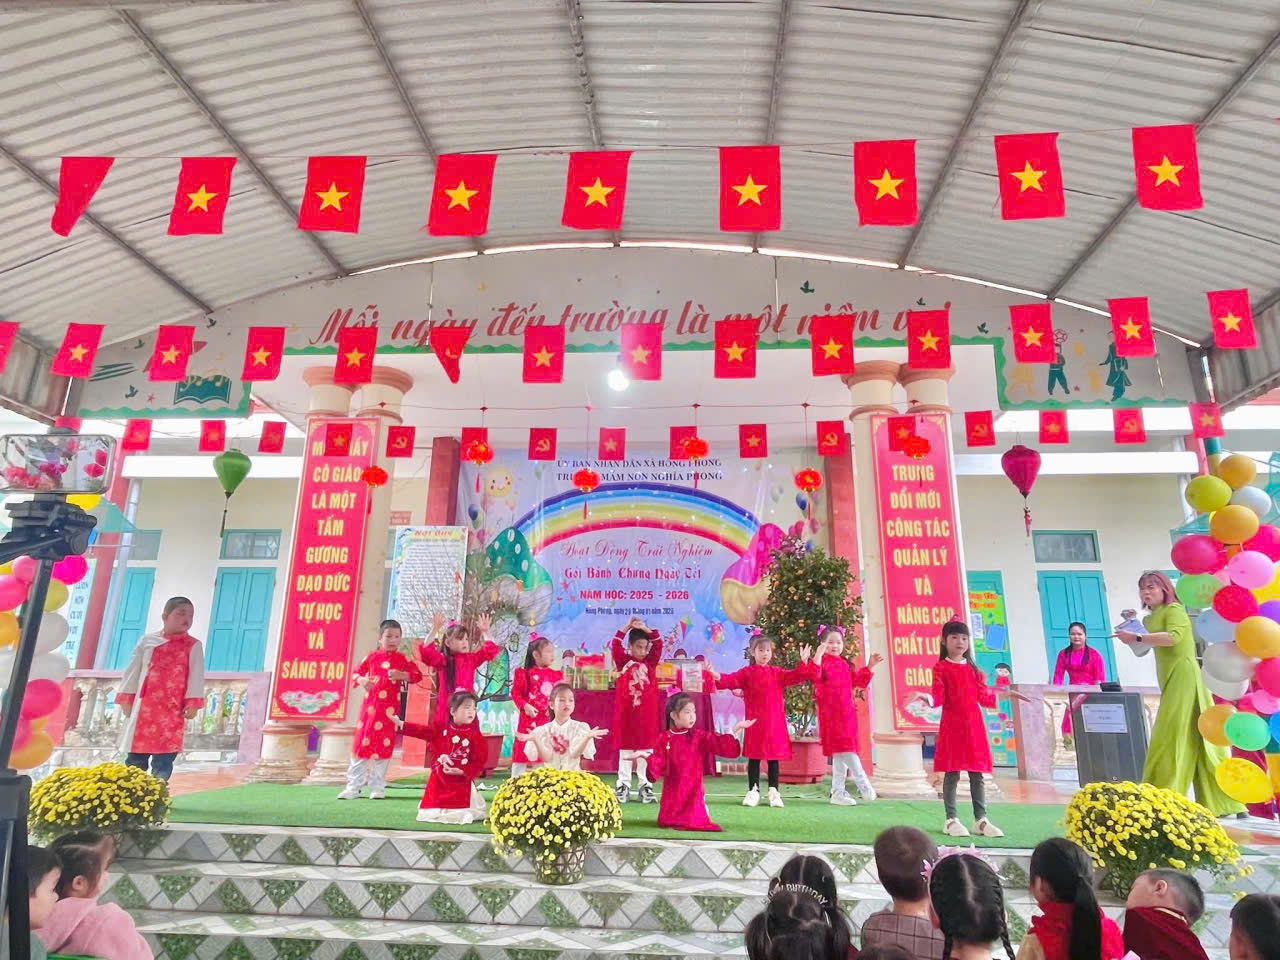 Mỗi ngày đến trường là một niềm vui
MỖI THẦY
CÔ GIÁO
LÀ MỘT
TẤM
GƯƠNG
ĐẠO ĐỨC
TỰ HỌC
VÀ
SÁNG TẠO
ỦY BAN NHÂN DÂN XÃ HỒNG PHONG
TRƯỜNG MẦM NON NGHĨA PHONG
Hoạt Động Trải Nghiệm
Gói Bánh Chưng Ngày Tết
NĂM HỌC: 2025 - 2026
TRUNG
ĐỔI MỚI
CÔNG TÁC
QUẢN LÝ
VÀ
NÂNG CAO
CHẤT
GIÁO
BIRTHDAY